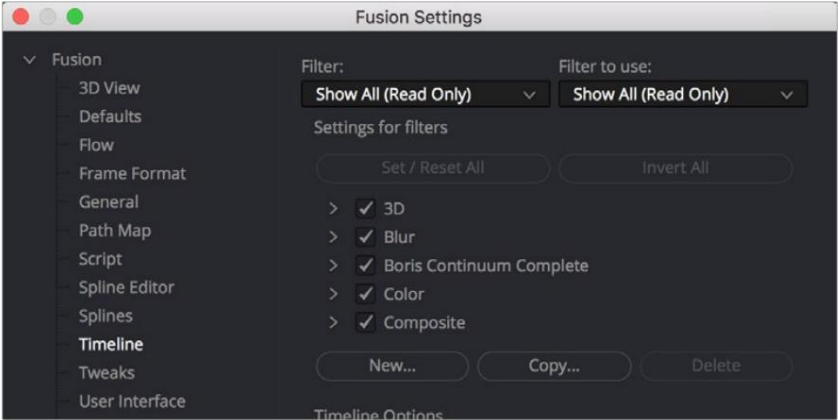 Fusion Settings
Fusion
3D View
Defaults
Flow
Frame Format
General
Path Map
Script
Spline Editor
Splines
Timeline
Tweaks
User Interface
Filter:
Filter to use:
Show All (Read Only)
Show All (Read Only)
Settings for filters
Set / Reset All
Invert All
3D
Blur
Boris Continuum Complete
Color
Composite
New...
Copy...
Delete
Timeline Options